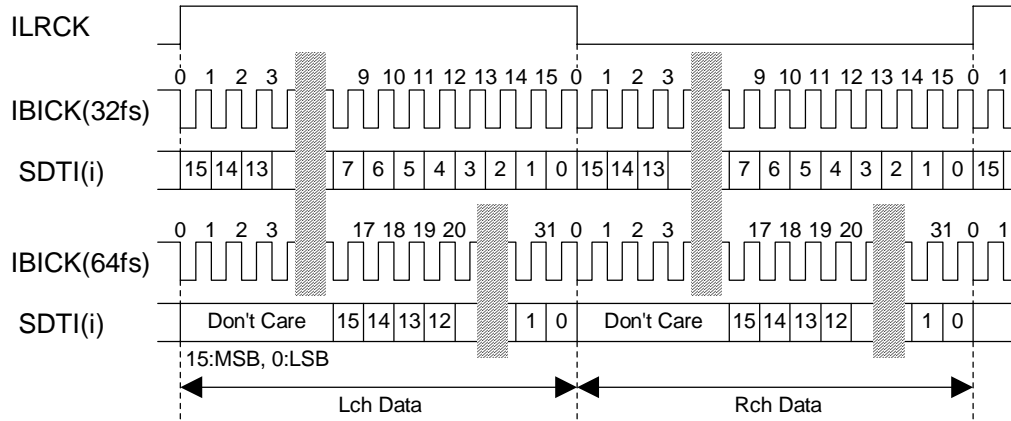 ILRCK
0 1 2 3 9 10 11 12 13 14 15 0 1 2 3 9 10 11 12 13 14 15 0 1
IBICK(32fs)
SDTI(i) 15 14 13 7 6 5 4 3 2 1 0 15 14 13 7 6 5 4 3 2 1 0 15
0 1 2 3 17 18 19 20 31 0 1 2 3 17 18 19 20 31 0 1
IBICK(64fs)
SDTI(i) Don't Care 15 14 13 12 1 0 Don't Care 15 14 13 12 1 0
15:MSB, 0:LSB
Lch Data Rch Data